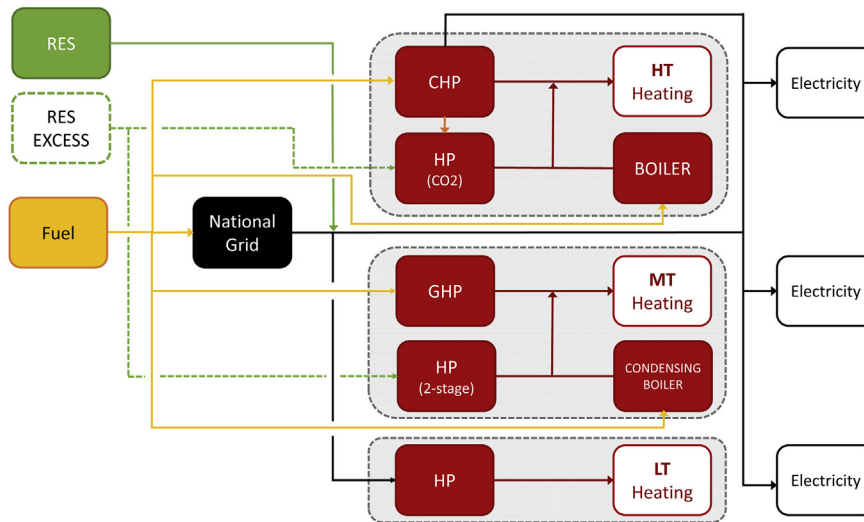 RES
RES
EXCESS
Fuel
National
Grid
CHP
HT
Heating
HP
(CO2)
BOILER
Electricity
GHP
MT
Heating
HP
(2-stage)
CONDENSING
BOILER
Electricity
HP
LT
Heating
Electricity